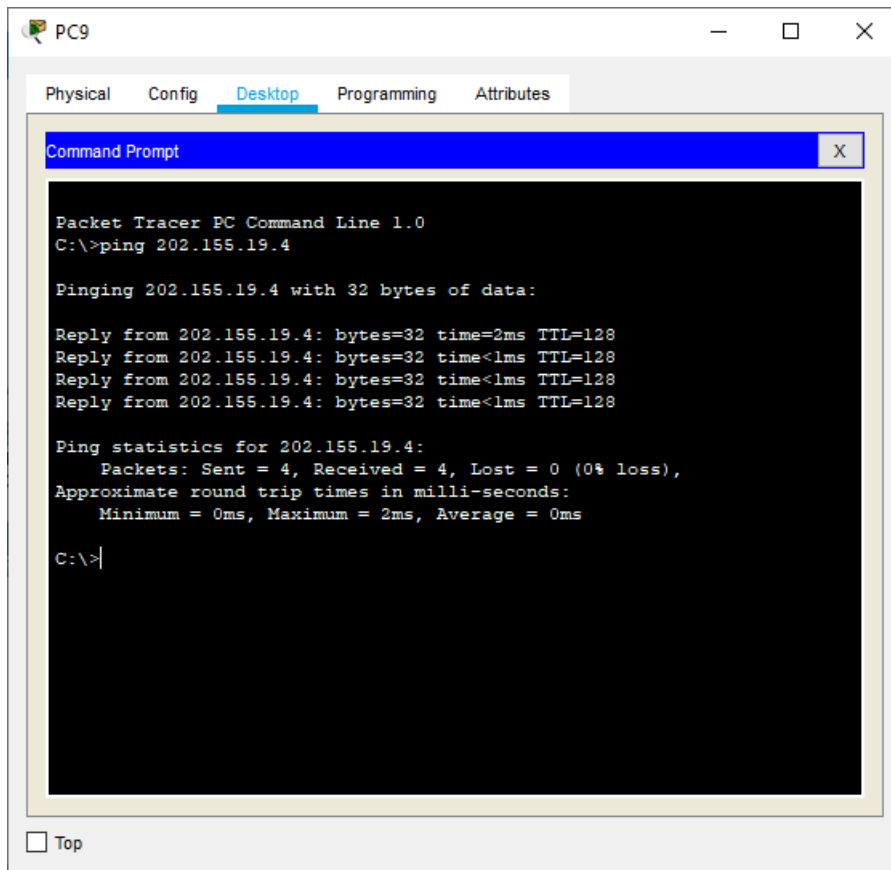 PC9
Physical Config Desktop Programming Attributes
Command Prompt X
Packet Tracer PC Command Line 1.0
C:\>ping 202.155.19.4
Pinging 202.155.19.4 with 32 bytes of data:
Reply from 202.155.19.4: bytes=32 time=2ms TTL=128
Reply from 202.155.19.4: bytes=32 time<1ms TTL=128
Reply from 202.155.19.4: bytes=32 time<1ms TTL=128
Reply from 202.155.19.4: bytes=32 time<1ms TTL=128
Ping statistics for 202.155.19.4:
Packets: Sent = 4, Received = 4, Lost = 0 (0% loss),
Approximate round trip times in milli-seconds:
Minimum = 0ms, Maximum = 2ms, Average = 0ms
C:\>
Top